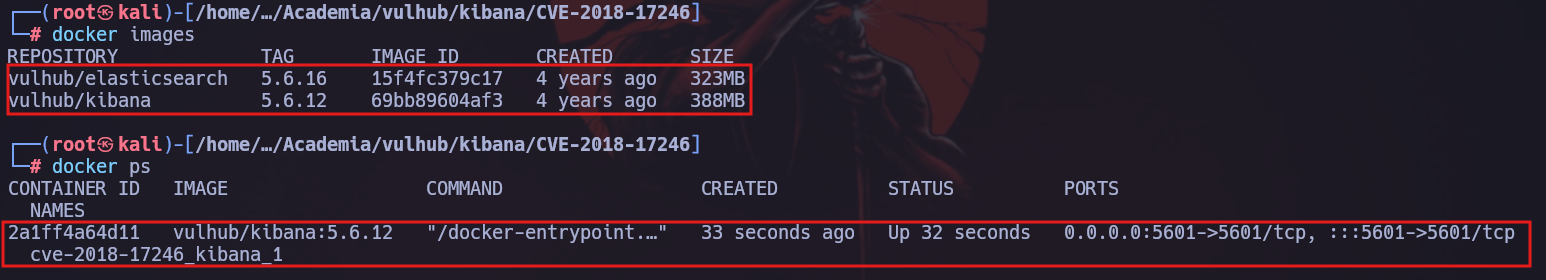 ┌──(root㉿kali)-[/home/…/Academia/vulhub/kibana/CVE-2018-17246]
└─# docker images
REPOSITORY             TAG       IMAGE ID       CREATED       SIZE
vulhub/elasticsearch   5.6.16    15f4fc379c17   4 years ago   323MB
vulhub/kibana          5.6.12    69bb89604af3   4 years ago   388MB
┌──(root㉿kali)-[/home/…/Academia/vulhub/kibana/CVE-2018-17246]
└─# docker ps
CONTAINER ID   IMAGE                  COMMAND                  CREATED          STATUS          PORTS
  NAMES
2a1ff4a64d11   vulhub/kibana:5.6.12   "/docker-entrypoint.…"   33 seconds ago   Up 32 seconds   0.0.0.0:5601->5601/tcp, :::5601->5601/tcp
  cve-2018-17246_kibana_1